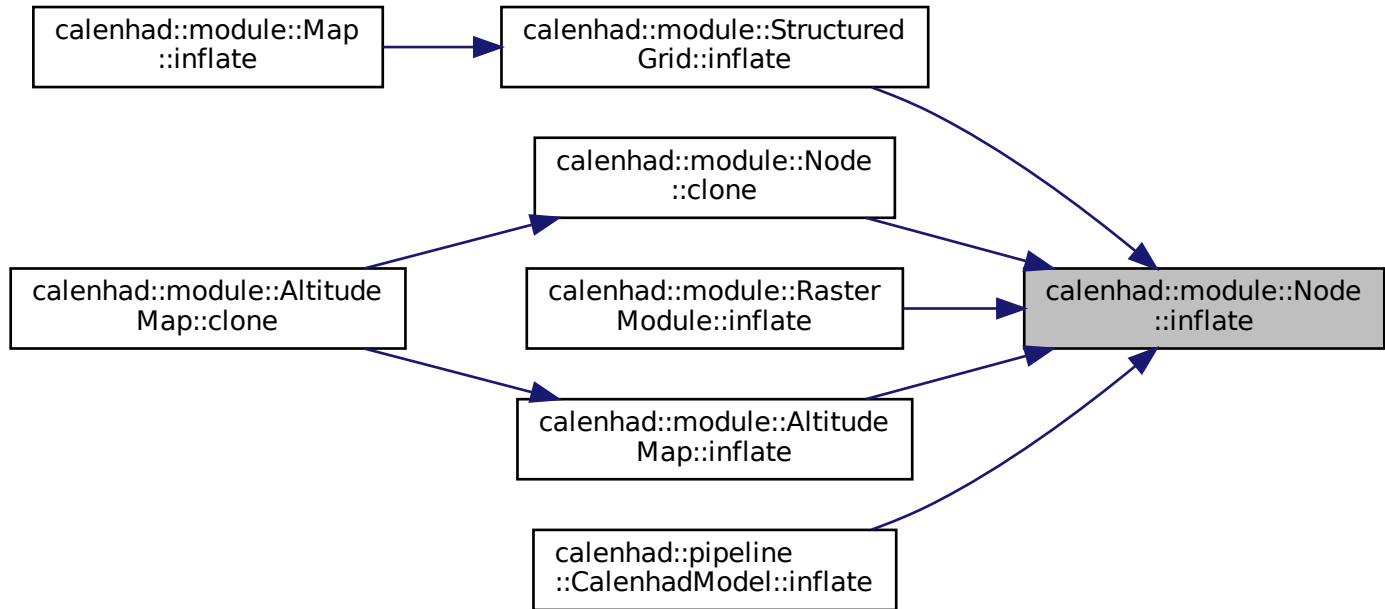 calenhad::module::Map
::inflate
calenhad::module::Structured
Grid::inflate
calenhad::module::Node
::clone
calenhad::module::Altitude
Map::clone
calenhad::module::Raster
Module::inflate
calenhad::module::Node
::inflate
calenhad::module::Altitude
Map::inflate
calenhad::pipeline
::CalenhadModel::inflate